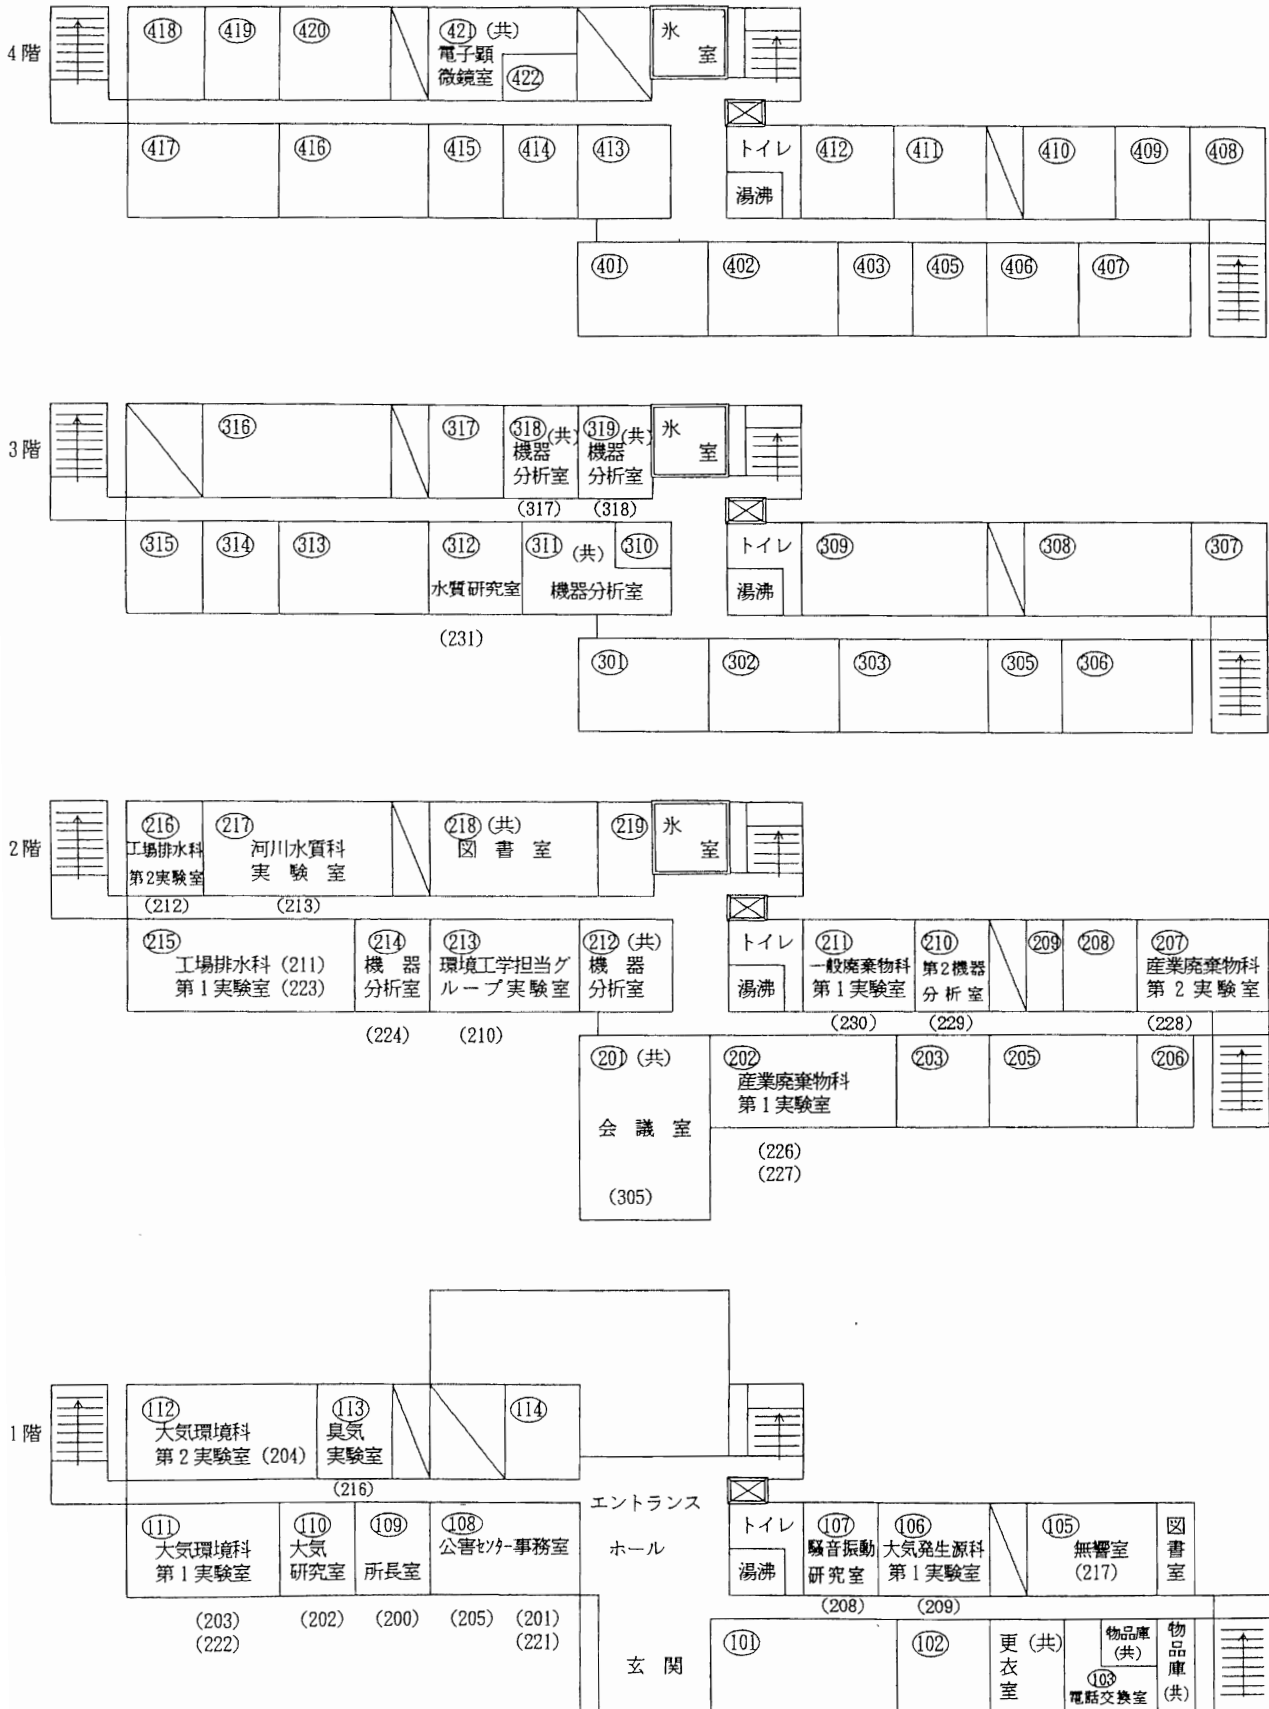 4階
418
419
420
421 (共)
電子顕
微鏡室
422
氷
室
417
416
415
414
413
トイレ
湯沸
412
411
410
409
408
401
402
403
405
406
407
3階
316
317
318 (共)
機器
分析室
(317)
319 (共)
機器
分析室
(318)
氷
室
315
314
313
312
水質研究室
(231)
311 (共)
機器分析室
310
トイレ
湯沸
309
308
307
301
302
303
305
306
2階
216
工場排水科
第2実験室
(212)
217
河川水質科
実験室
(213)
218 (共)
図書室
219
氷
室
215
工場排水科 (211)
第1実験室 (223)
214
機器
分析室
(224)
213
環境工学担当グ
ループ実験室
(210)
212 (共)
機器
分析室
トイレ
湯沸
211
一般廃棄物科
第1実験室
(230)
210
第2機器
分析室
(229)
209
208
207
産業廃棄物科
第2実験室
(228)
201 (共)
会議室
(305)
202
産業廃棄物科
第1実験室
(226)
(227)
203
205
206
1階
112
大気環境科
第2実験室 (204)
113
臭気
実験室
(216)
114
エントランス
ホール
111
大気環境科
第1実験室
(203)
(222)
110
大気
研究室
(202)
109
所長室
(200)
108
公害センター事務室
(205)
(201)
(221)
トイレ
湯沸
107
騒音振動
研究室
(208)
106
大気発生源科
第1実験室
(209)
105
無響室
(217)
図書室
玄関
101
102
更衣室 (共)
物品庫
(共)
103
電話交換室
物品庫
(共)